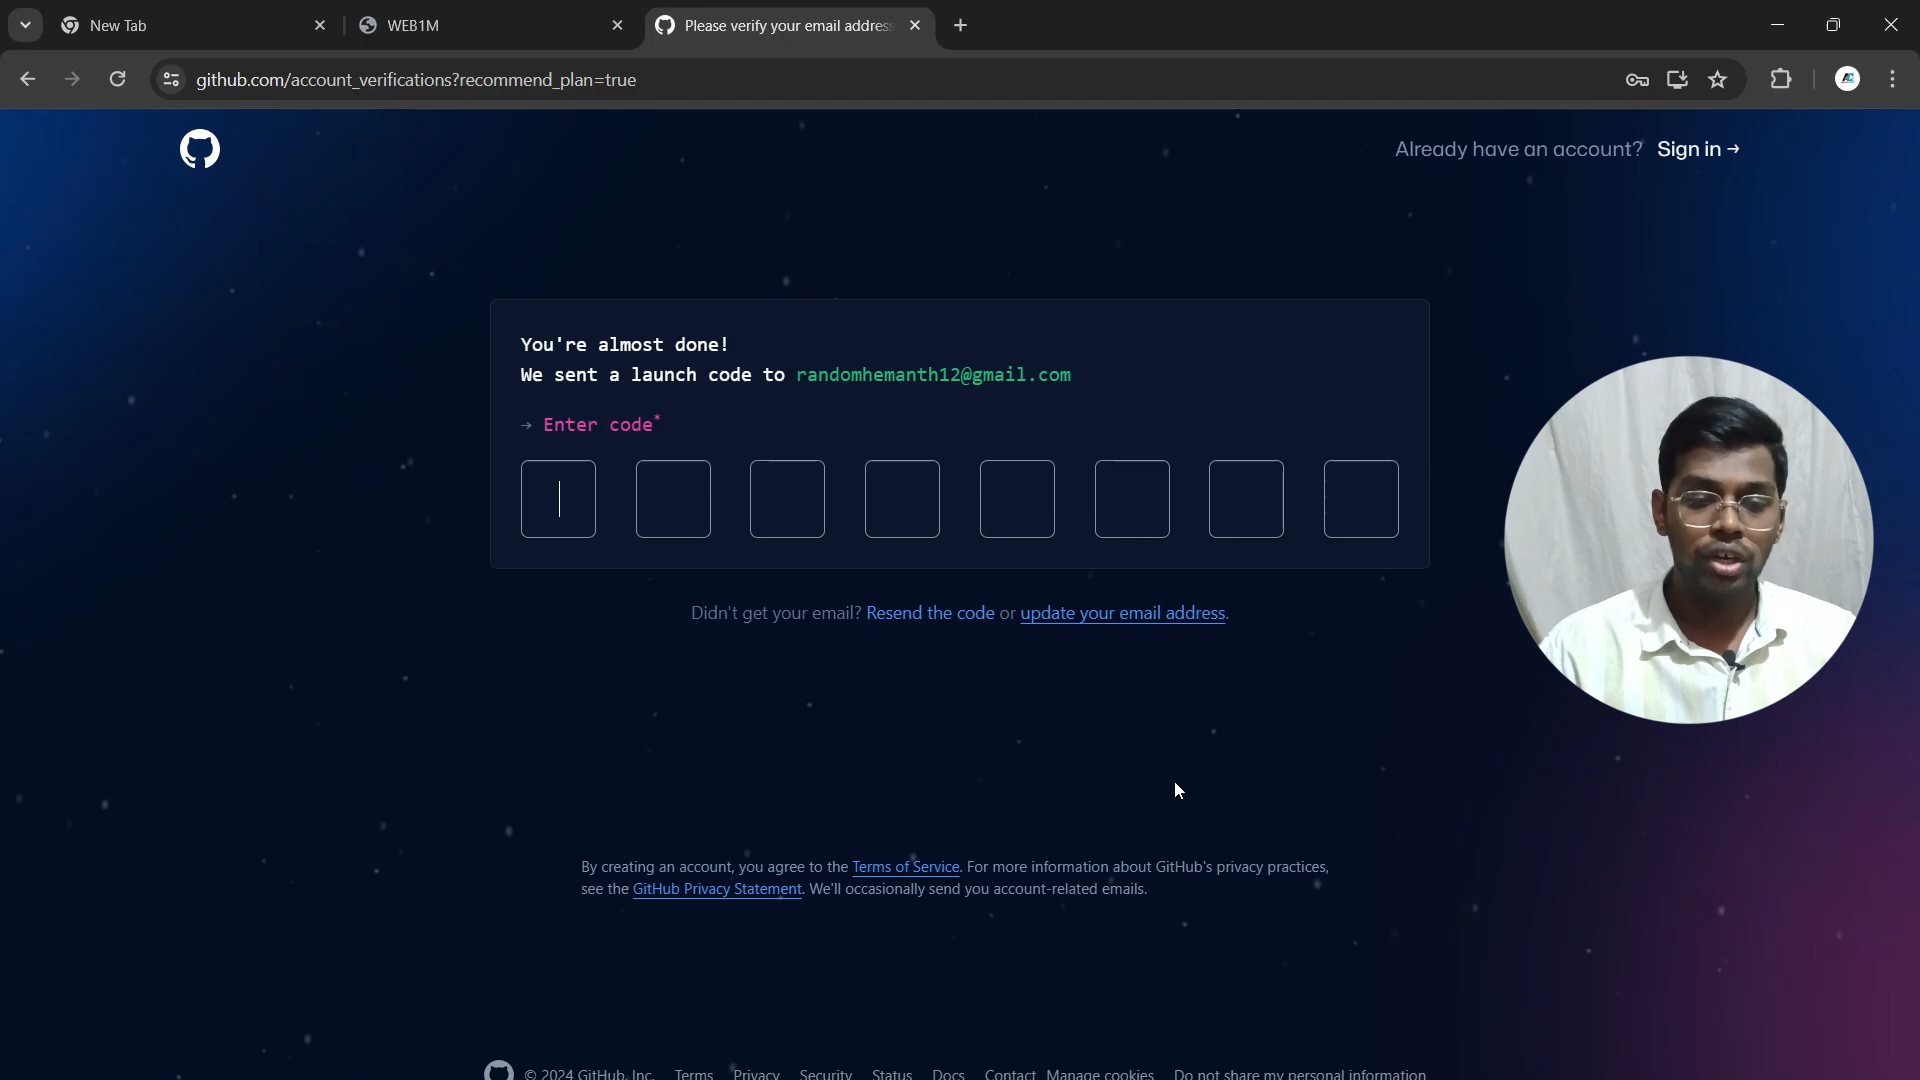 New Tab
WEB1M
Please verify your email address
github.com/account_verifications?recommend_plan=true
Already have an account? Sign in →
You're almost done!
We sent a launch code to randomhemanth12@gmail.com
→ Enter code*
Didn't get your email? Resend the code or update your email address.
By creating an account, you agree to the Terms of Service. For more information about GitHub's privacy practices,
see the GitHub Privacy Statement. We'll occasionally send you account-related emails.
© 2024 GitHub, Inc. Terms Privacy Security Status Docs Contact Manage cookies Do not share my personal information